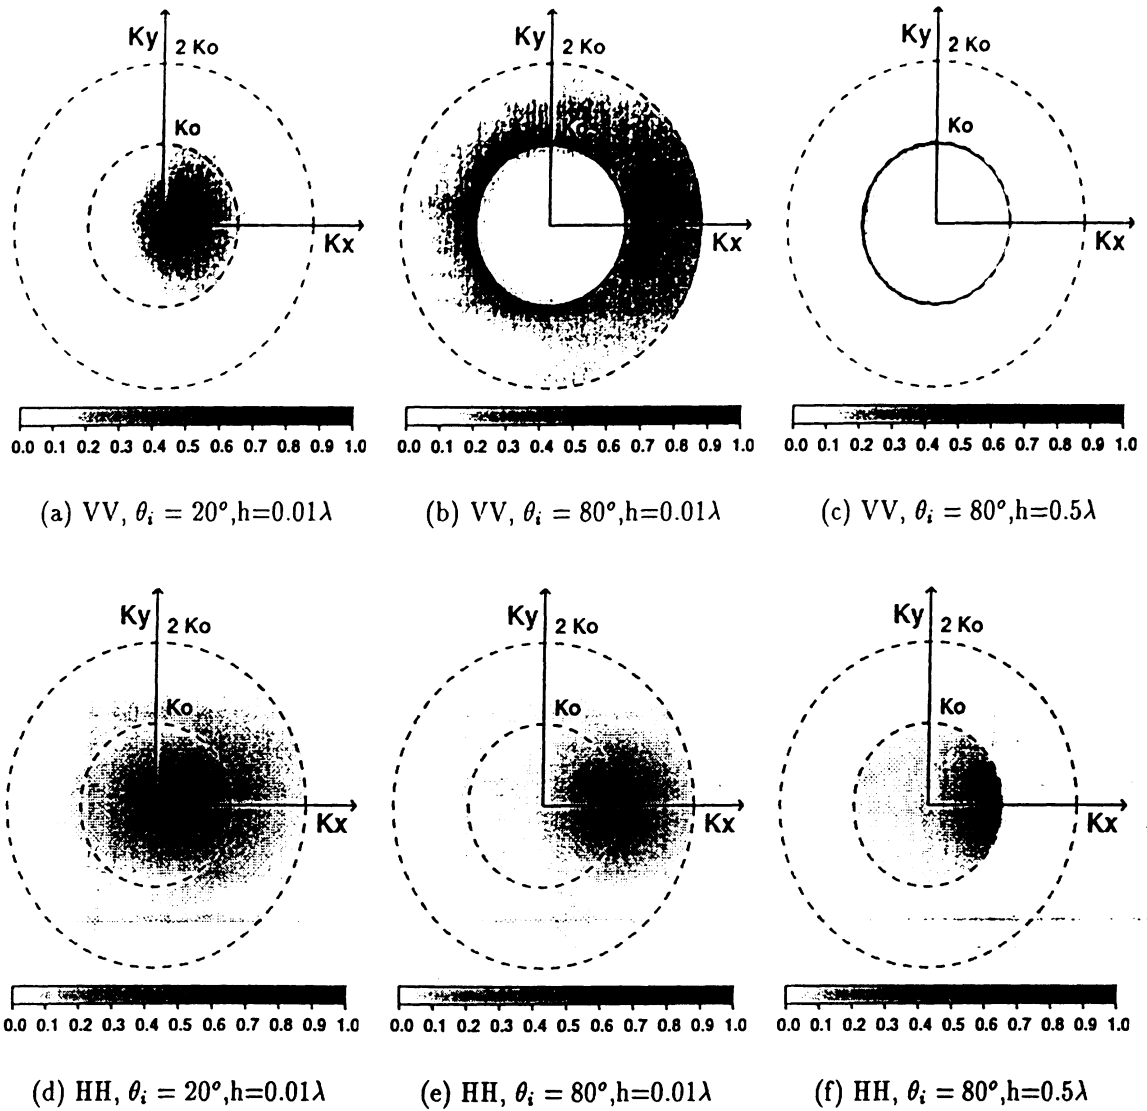 Ky 2 Ko
Ko
Kx
0.0 0.1 0.2 0.3 0.4 0.5 0.6 0.7 0.8 0.9 1.0
(a) VV, θi = 20°,h=0.01λ
Ky 2 Ko
Ko
Kx
0.0 0.1 0.2 0.3 0.4 0.5 0.6 0.7 0.8 0.9 1.0
(b) VV, θi = 80°,h=0.01λ
Ky 2 Ko
Ko
Kx
0.0 0.1 0.2 0.3 0.4 0.5 0.6 0.7 0.8 0.9 1.0
(c) VV, θi = 80°,h=0.5λ
Ky 2 Ko
Ko
Kx
0.0 0.1 0.2 0.3 0.4 0.5 0.6 0.7 0.8 0.9 1.0
(d) HH, θi = 20°,h=0.01λ
Ky 2 Ko
Ko
Kx
0.0 0.1 0.2 0.3 0.4 0.5 0.6 0.7 0.8 0.9 1.0
(e) HH, θi = 80°,h=0.01λ
Ky 2 Ko
Ko
Kx
0.0 0.1 0.2 0.3 0.4 0.5 0.6 0.7 0.8 0.9 1.0
(f) HH, θi = 80°,h=0.5λ